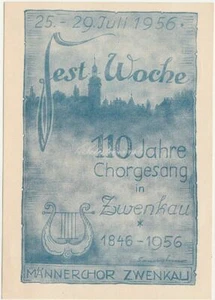 25. - 29. Juli 1956.
Fest Woche
110 Jahre
Chorgesang
in
Zwenkau
*
1846-1956
MÄNNERCHOR ZWENKAU